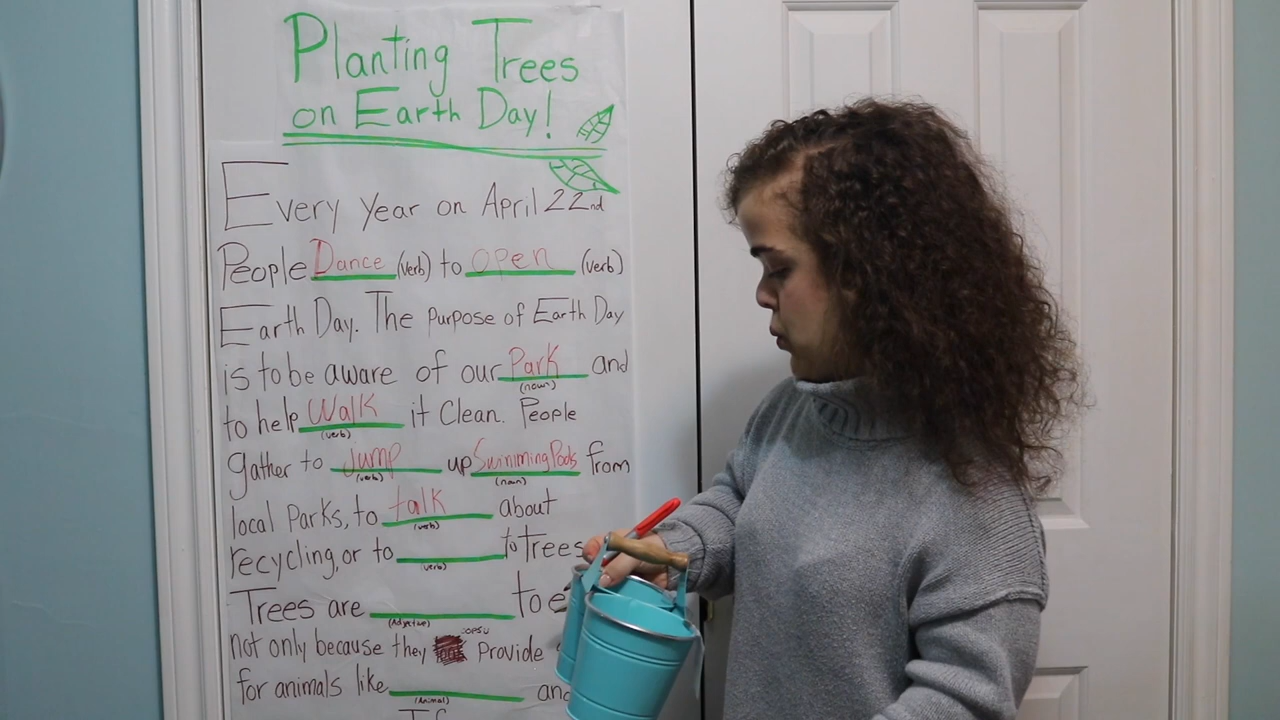 Planting Trees
on Earth Day!
Every year on April 22nd
People Dance (verb) to open (verb)
Earth Day. The purpose of Earth Day
is to be aware of our Park and
(noun)
to help Walk it Clean. People
(verb)
gather to Jump up Swimming Pools from
(verb) (noun)
local Parks, to talk about
(verb)
recycling, or to to trees
(verb)
Trees are to
(Adjective)
not only because they Provide
for animals like and
(Animal)